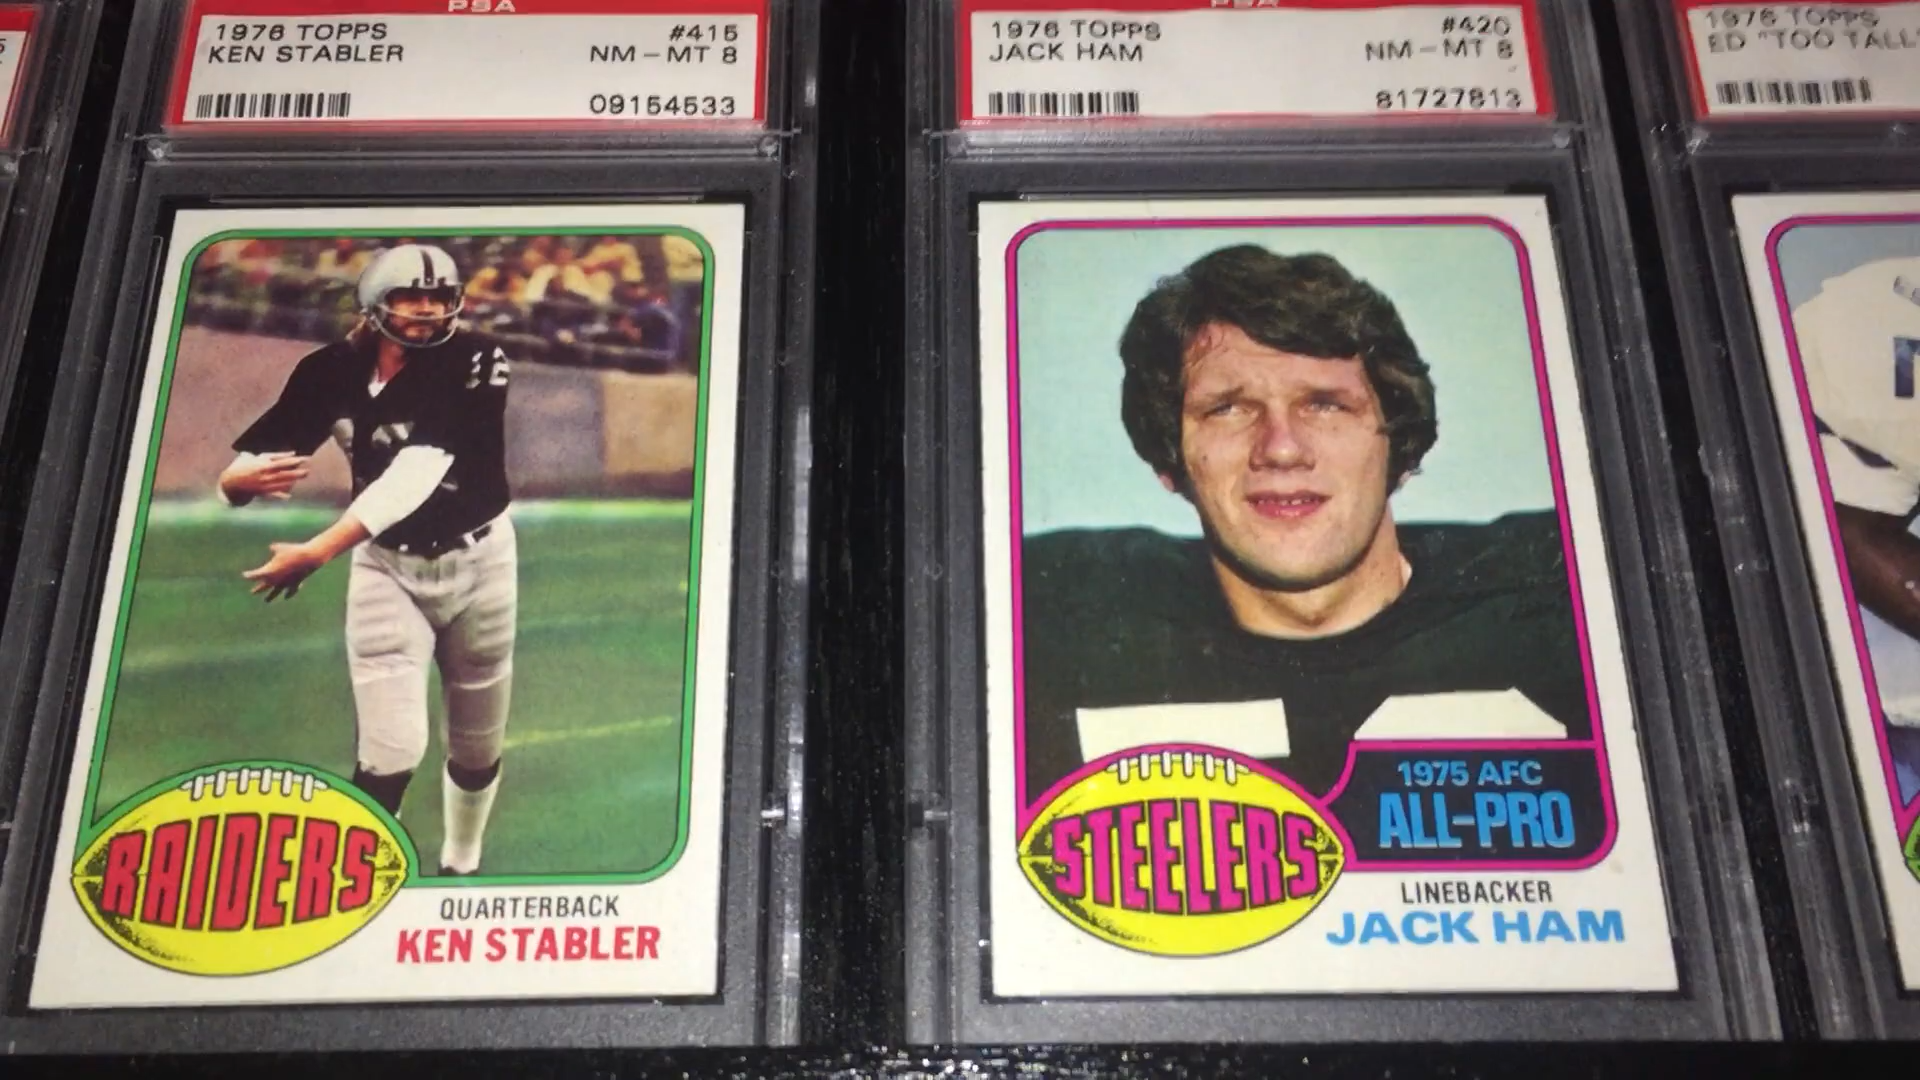 PSA
1976 TOPPS #415
KEN STABLER NM-MT 8
09154533
12
RAIDERS
QUARTERBACK
KEN STABLER
PSA
1976 TOPPS #420
JACK HAM NM-MT 8
81727813
STEELERS
1975 AFC
ALL-PRO
LINEBACKER
JACK HAM
1976 TOPPS
ED "TOO TALL"